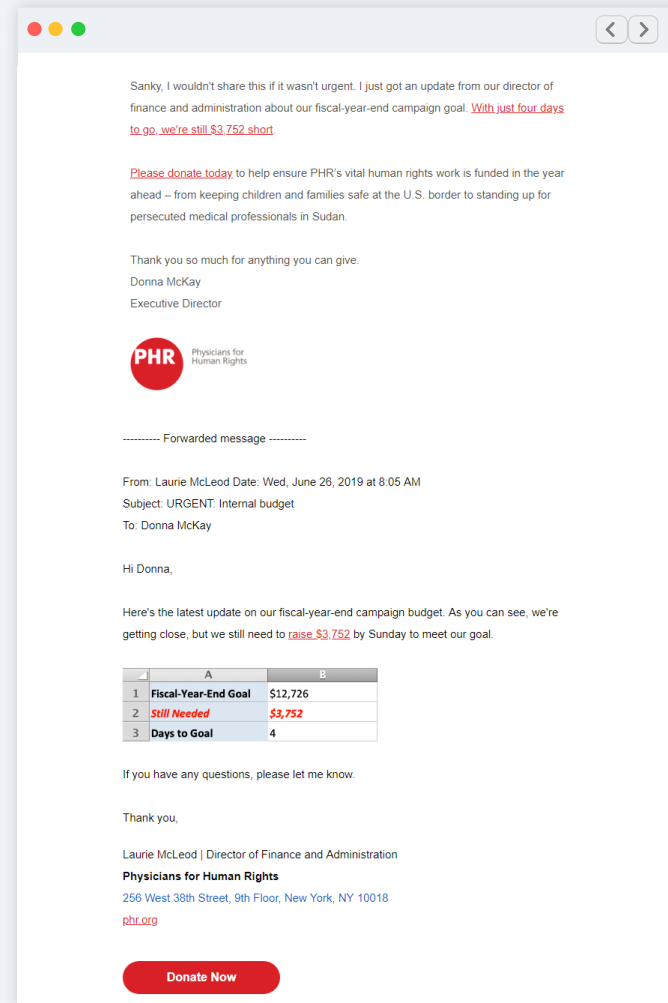 Sanky, I wouldn't share this if it wasn't urgent. I just got an update from our director of
finance and administration about our fiscal-year-end campaign goal. With just four days
to go, we're still $3,752 short.
Please donate today to help ensure PHR's vital human rights work is funded in the year
ahead – from keeping children and families safe at the U.S. border to standing up for
persecuted medical professionals in Sudan.
Thank you so much for anything you can give.
Donna McKay
Executive Director
PHR
Physicians for
Human Rights
---------- Forwarded message ----------
From: Laurie McLeod Date: Wed, June 26, 2019 at 8:05 AM
Subject: URGENT: Internal budget
To: Donna McKay
Hi Donna,
Here's the latest update on our fiscal-year-end campaign budget. As you can see, we're
getting close, but we still need to raise $3,752 by Sunday to meet our goal.
A B
1 Fiscal-Year-End Goal $12,726
2 Still Needed $3,752
3 Days to Goal 4
If you have any questions, please let me know.
Thank you,
Laurie McLeod | Director of Finance and Administration
Physicians for Human Rights
256 West 38th Street, 9th Floor, New York, NY 10018
phr.org
Donate Now